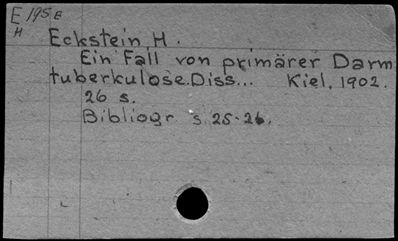 E 195 E
H
Eckstein H.
Ein Fall von primärer Darm
tuberkulose. Diss... Kiel, 1902.
26 s.
Bibliogr s. 25-26.